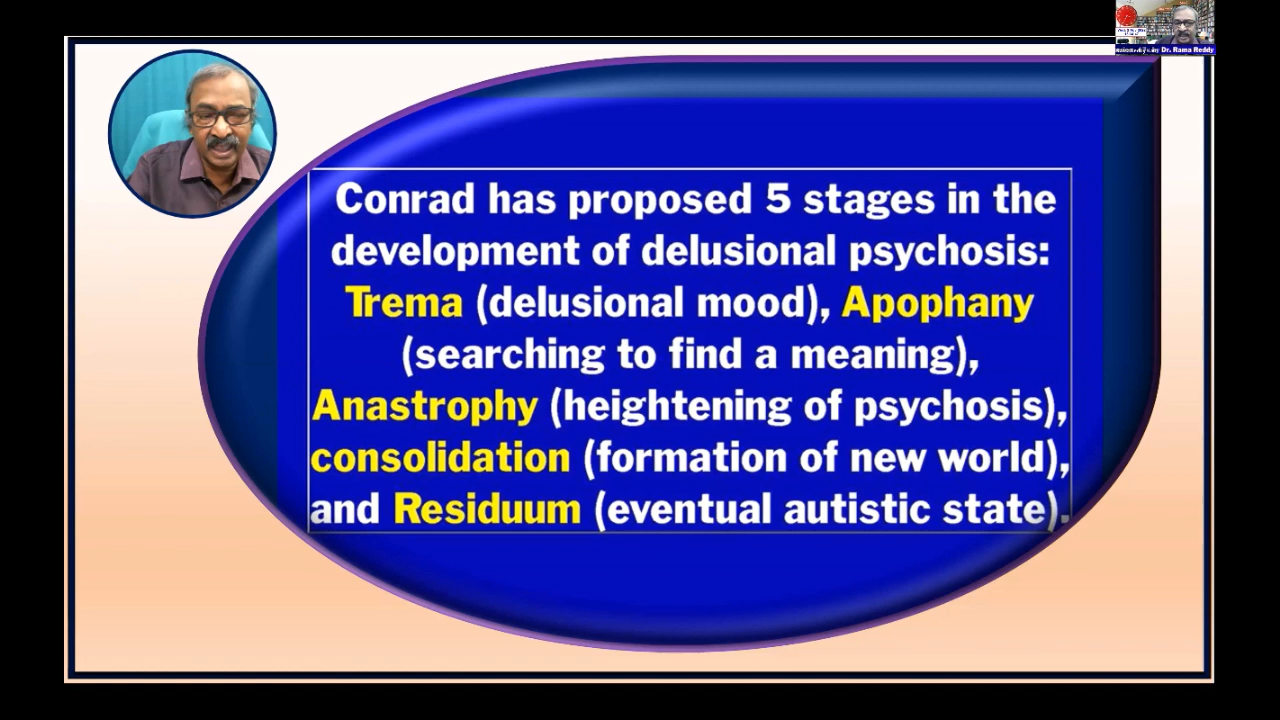 Conrad has proposed 5 stages in the
development of delusional psychosis:
Trema (delusional mood), Apophany
(searching to find a meaning),
Anastrophy (heightening of psychosis),
consolidation (formation of new world),
and Residuum (eventual autistic state).
by Dr. Rama Reddy